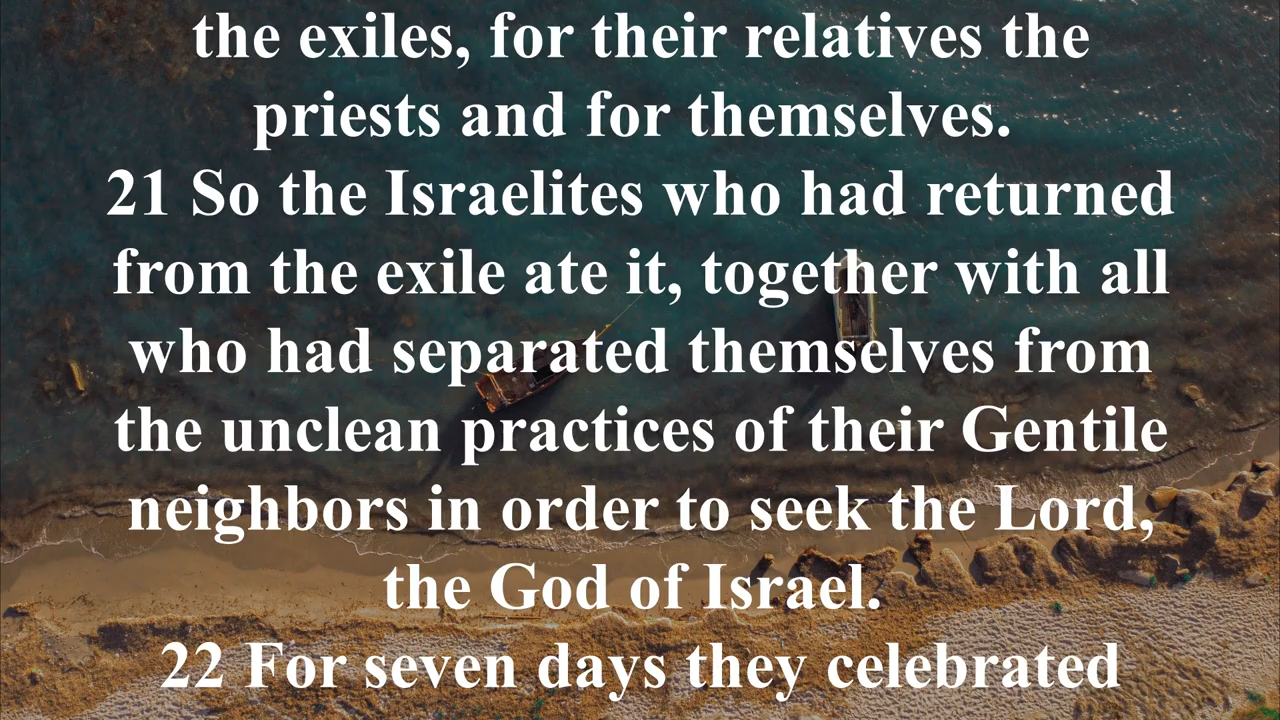 the exiles, for their relatives the
priests and for themselves.
21 So the Israelites who had returned
from the exile ate it, together with all
who had separated themselves from
the unclean practices of their Gentile
neighbors in order to seek the Lord,
the God of Israel.
22 For seven days they celebrated